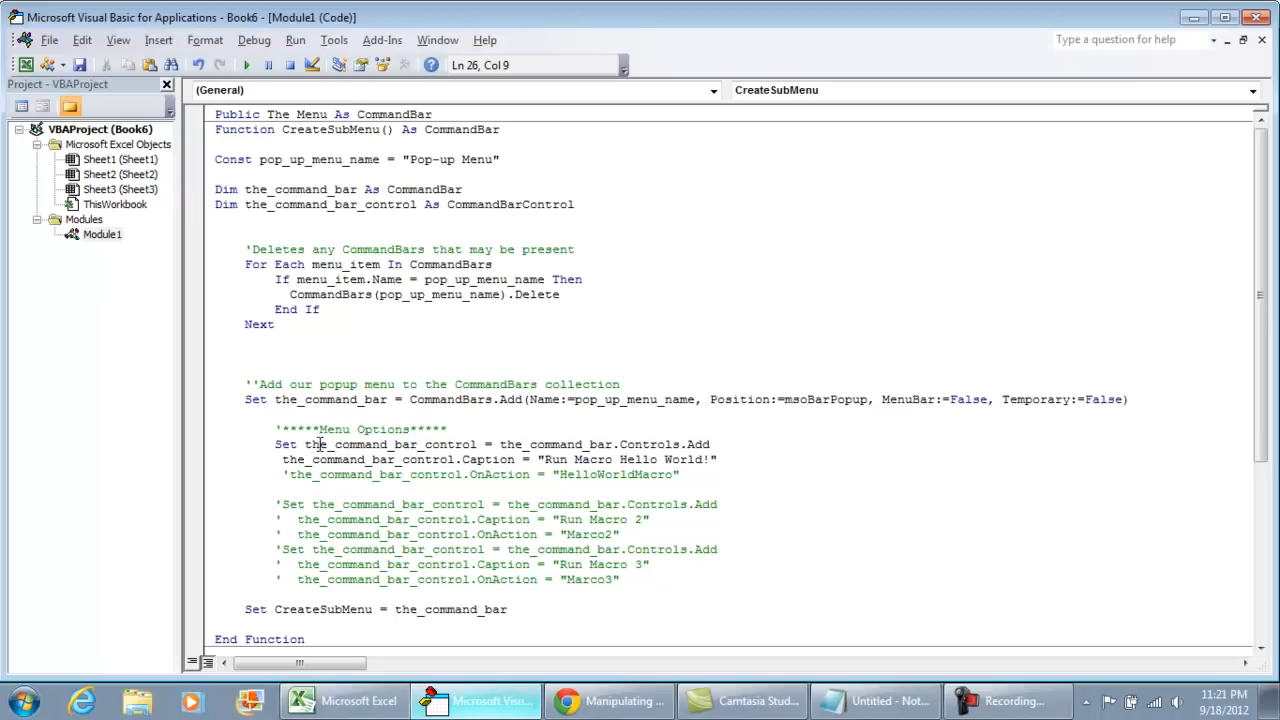 Microsoft Visual Basic for Applications - Book6 - [Module1 (Code)]
File Edit View Insert Format Debug Run Tools Add-Ins Window Help
Type a question for help
Ln 26, Col 9
Project - VBAProject
(General)
CreateSubMenu
VBAProject (Book6)
Microsoft Excel Objects
Sheet1 (Sheet1)
Sheet2 (Sheet2)
Sheet3 (Sheet3)
ThisWorkbook
Modules
Module1
Public The Menu As CommandBar
Function CreateSubMenu() As CommandBar
Const pop_up_menu_name = "Pop-up Menu"
Dim the_command_bar As CommandBar
Dim the_command_bar_control As CommandBarControl
'Deletes any CommandBars that may be present
For Each menu_item In CommandBars
If menu_item.Name = pop_up_menu_name Then
CommandBars(pop_up_menu_name).Delete
End If
Next
''Add our popup menu to the CommandBars collection
Set the_command_bar = CommandBars.Add(Name:=pop_up_menu_name, Position:=msoBarPopup, MenuBar:=False, Temporary:=False)
'*****Menu Options*****
Set the_command_bar_control = the_command_bar.Controls.Add
the_command_bar_control.Caption = "Run Macro Hello World!"
'the_command_bar_control.OnAction = "HelloWorldMacro"
'Set the_command_bar_control = the_command_bar.Controls.Add
' the_command_bar_control.Caption = "Run Macro 2"
' the_command_bar_control.OnAction = "Marco2"
'Set the_command_bar_control = the_command_bar.Controls.Add
' the_command_bar_control.Caption = "Run Macro 3"
' the_command_bar_control.OnAction = "Marco3"
Set CreateSubMenu = the_command_bar
End Function
Microsoft Excel
Microsoft Visu...
Manipulating ...
Camtasia Stud...
Untitled - Not...
Recording...
11:21 PM
9/18/2012